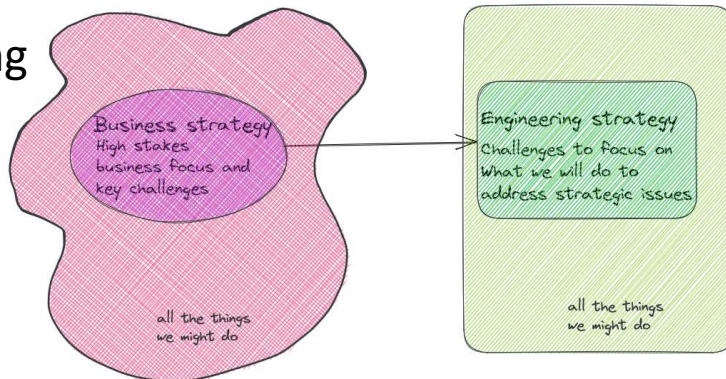 Business strategy
High stakes
business focus and
key challenges
all the things
we might do
Engineering strategy
Challenges to focus on
What we will do to
address strategic issues
all the things
we might do